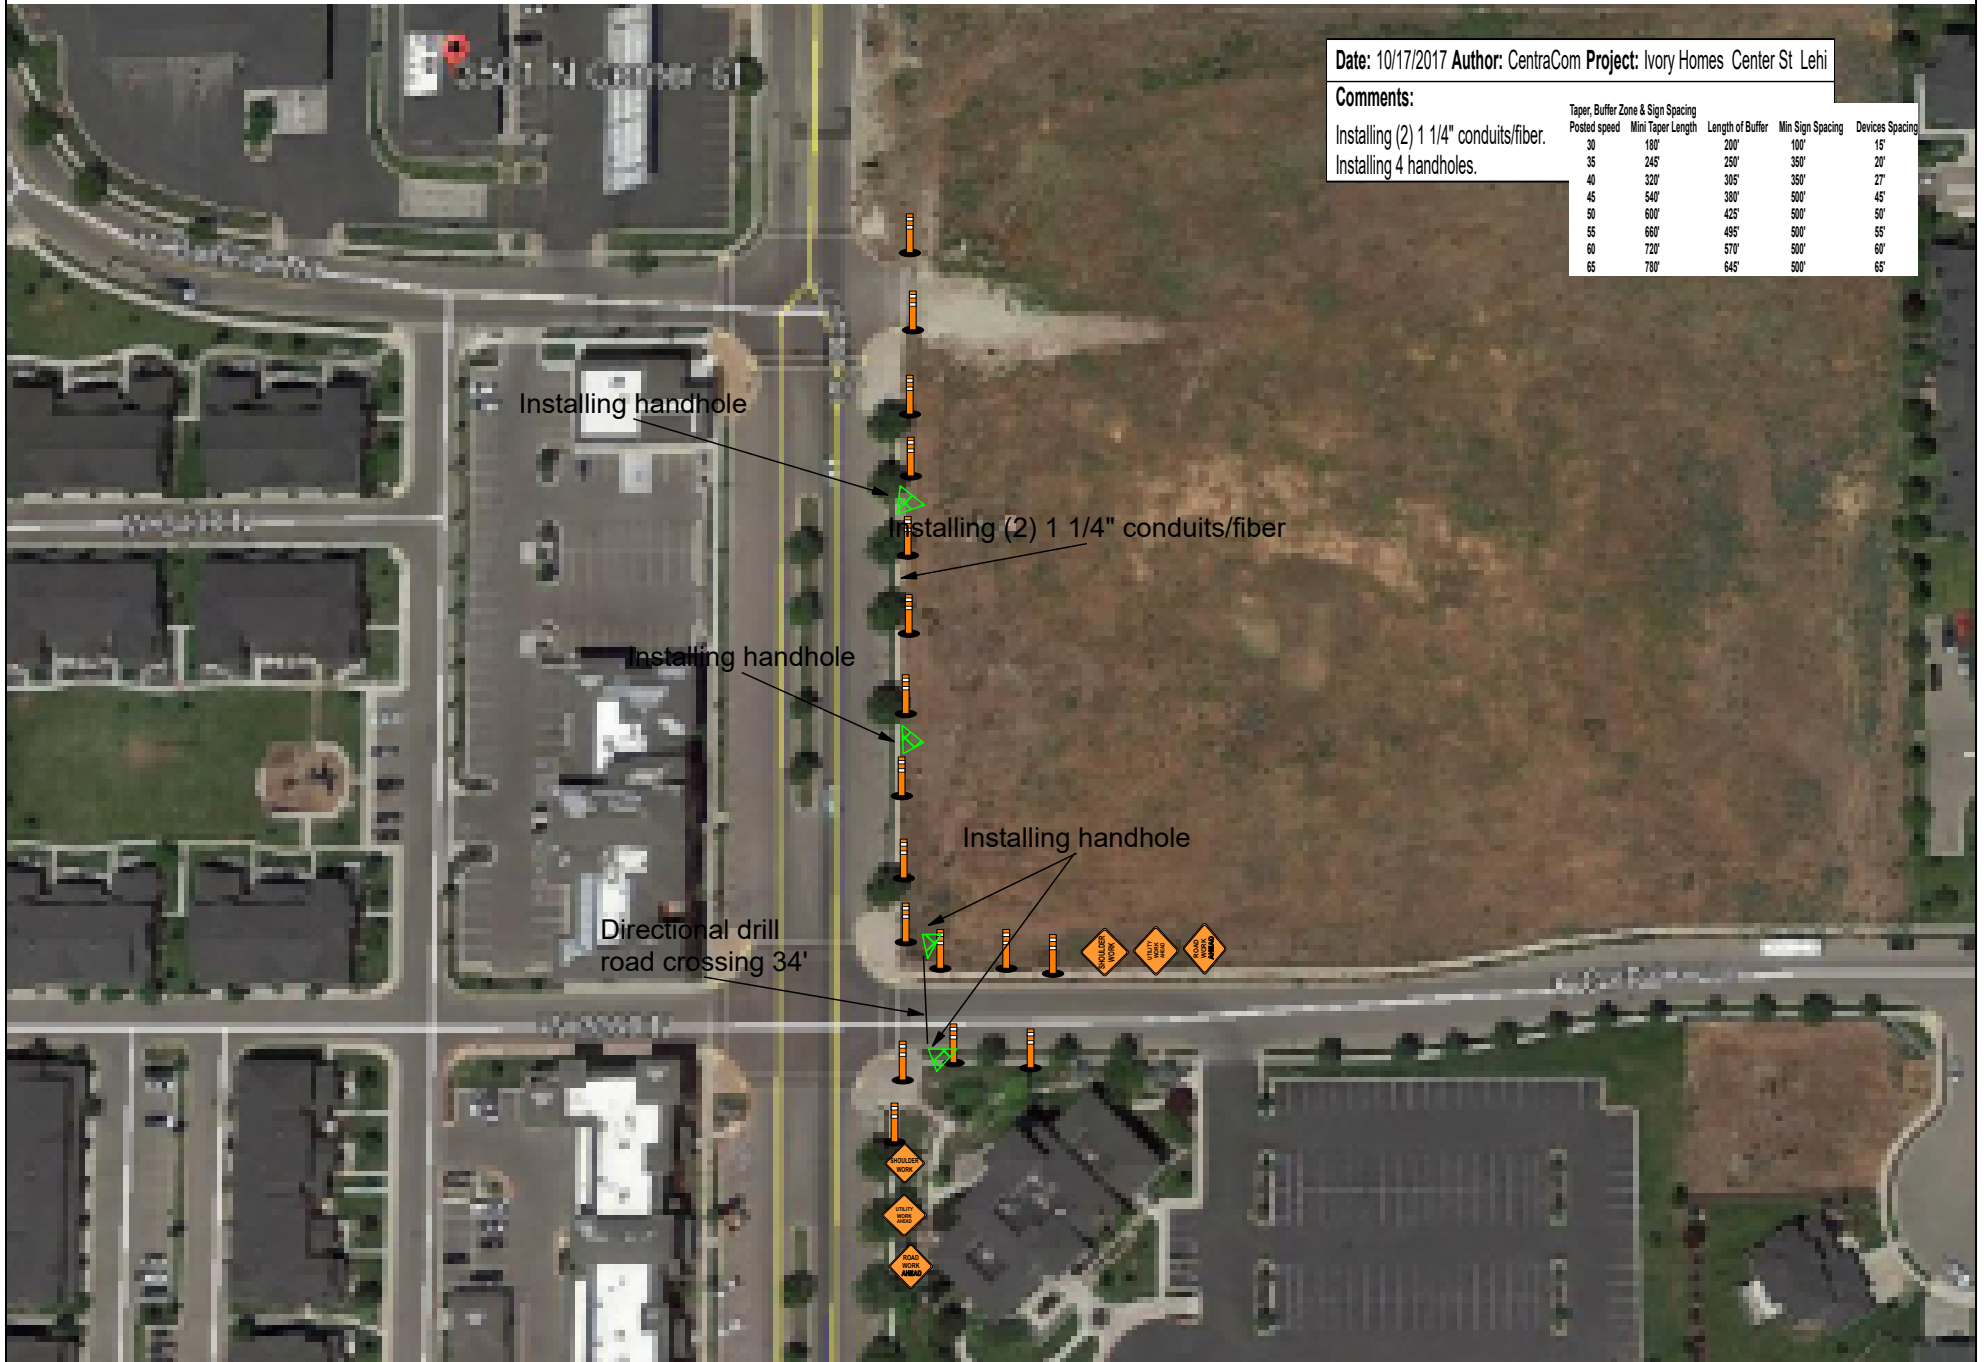 3501 N Center St
Date: 10/17/2017 Author: CentraCom Project: Ivory Homes Center St Lehi
Comments:
Installing (2) 1 1/4" conduits/fiber.
Installing 4 handholes.
Taper, Buffer Zone & Sign Spacing
Posted speed Mini Taper Length Length of Buffer Min Sign Spacing Devices Spacing
30 180' 200' 100' 15'
35 245' 250' 350' 20'
40 320' 305' 350' 27'
45 540' 380' 500' 45'
50 600' 425' 500' 50'
55 660' 495' 500' 55'
60 720' 570' 500' 60'
65 780' 645' 500' 65'
Installing handhole
Installing (2) 1 1/4" conduits/fiber
Installing handhole
Installing handhole
Directional drill
road crossing 34'
SHOULDER
WORK
UTILITY
WORK
AHEAD
ROAD
WORK
AHEAD
SHOULDER
WORK
UTILITY
WORK
AHEAD
ROAD
WORK
AHEAD